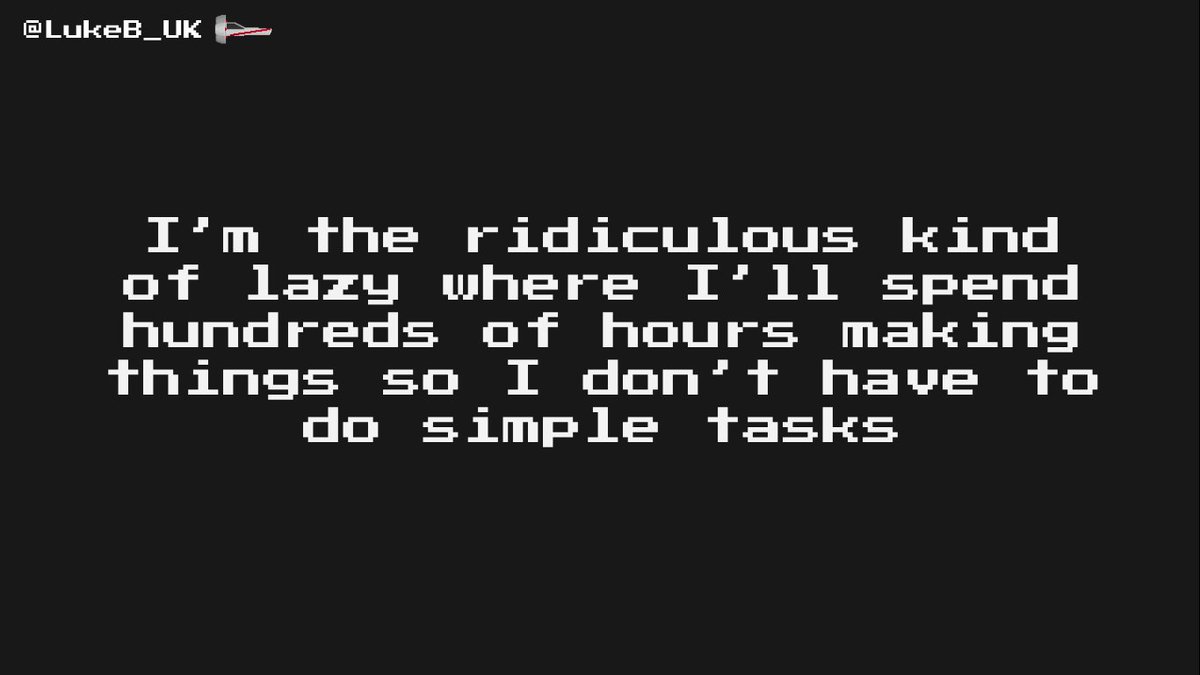 @LukeB_UK
I’m the ridiculous kind
of lazy where I’ll spend
hundreds of hours making
things so I don’t have to
do simple tasks